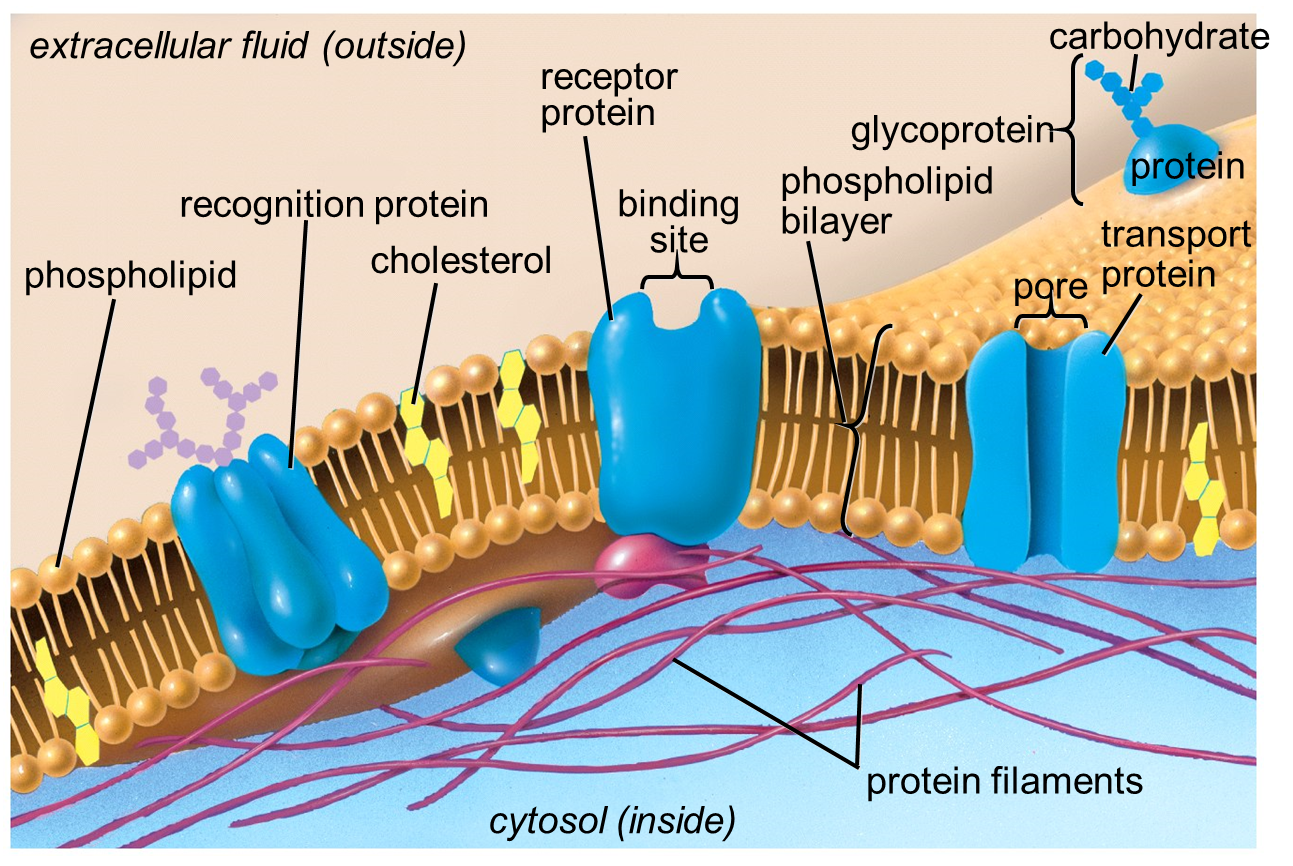 extracellular fluid (outside)
carbohydrate
receptor
protein
glycoprotein
protein
phospholipid
bilayer
recognition protein
binding
site
cholesterol
transport
protein
phospholipid
pore
protein filaments
cytosol (inside)